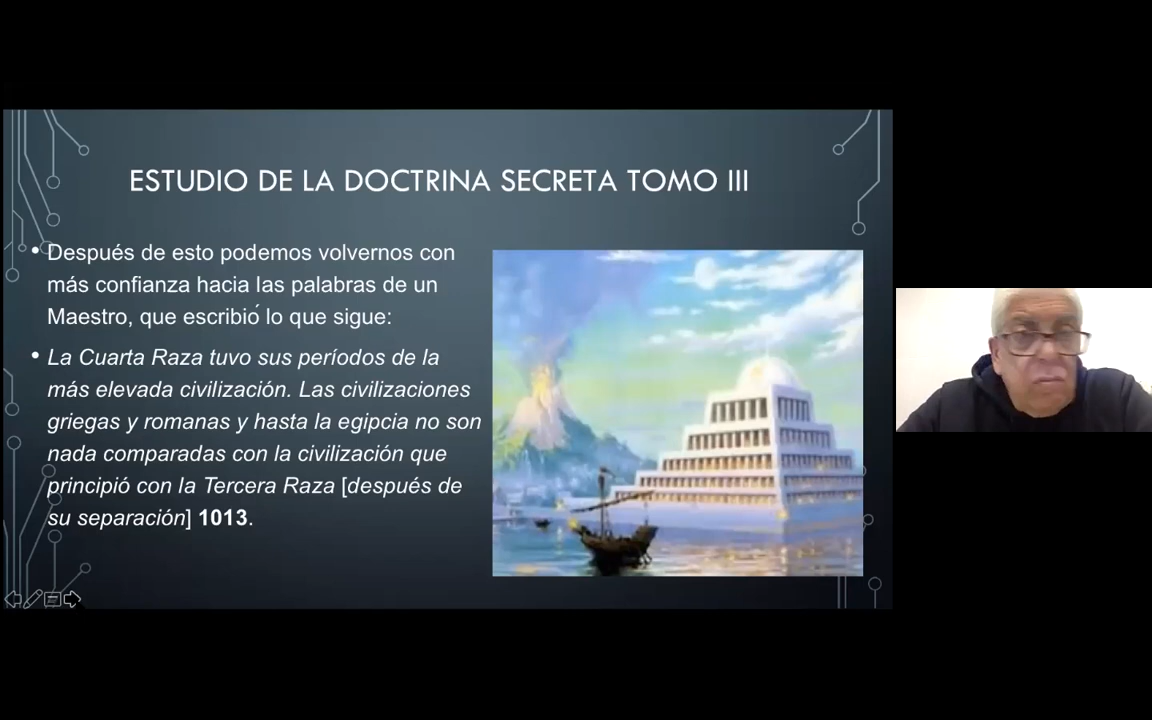 ESTUDIO DE LA DOCTRINA SECRETA TOMO III
• Después de esto podemos volvernos con
más confianza hacia las palabras de un
Maestro, que escribió lo que sigue:
• La Cuarta Raza tuvo sus períodos de la
más elevada civilización. Las civilizaciones
griegas y romanas y hasta la egipcia no son
nada comparadas con la civilización que
principió con la Tercera Raza [después de
su separación] 1013.